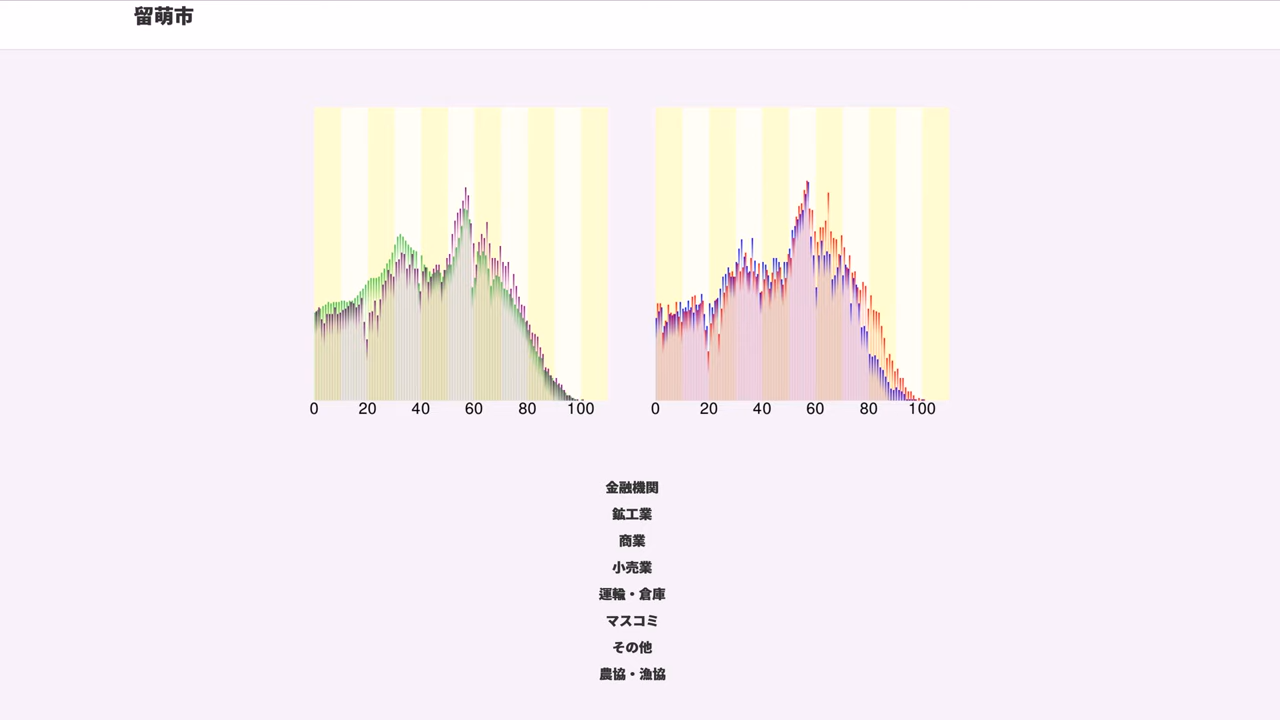 留萌市
0 20 40 60 80 100
0 20 40 60 80 100
金融機関
鉱工業
商業
小売業
運輸・倉庫
マスコミ
その他
農協・漁協